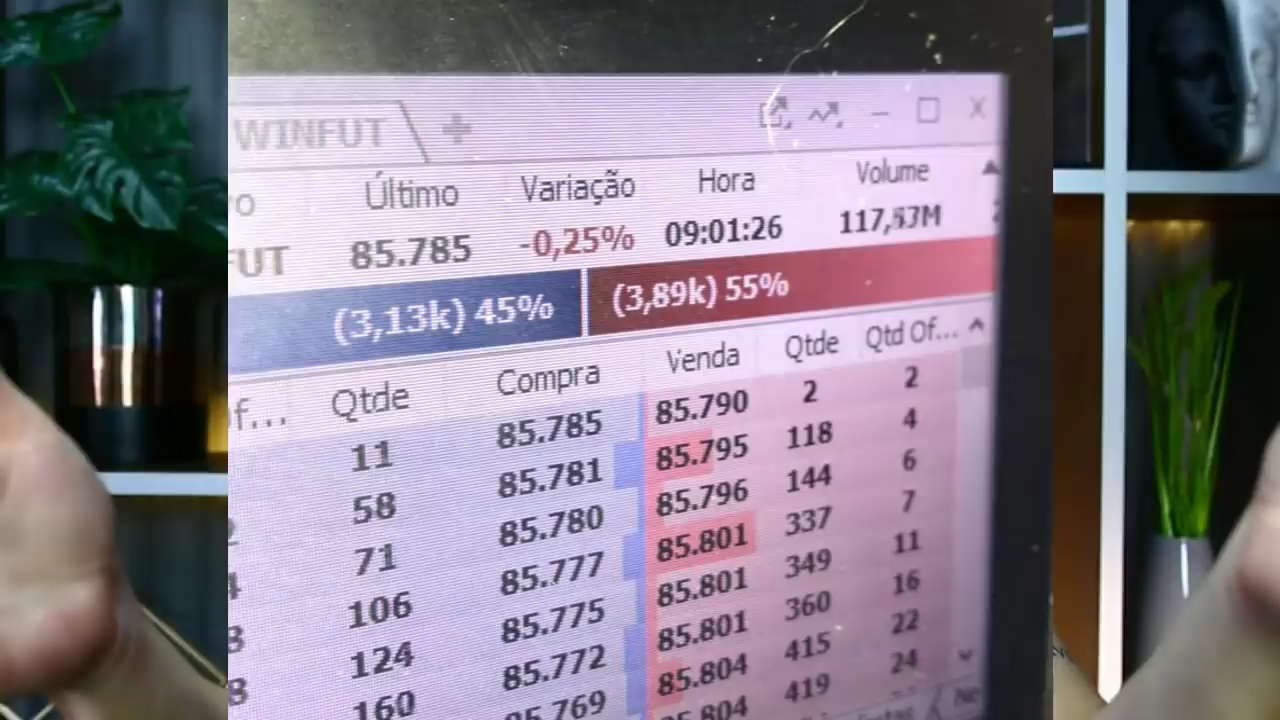 WINFUT
Último Variação Hora Volume
FUT 85.785 -0,25% 09:01:26
(3,13k) 45% (3,89k) 55%
Qtde Compra Venda Qtde Qtd Of...
11 85.785 85.790 2 2
58 85.781 85.795 118 4
71 85.780 85.796 144 6
106 85.777 85.801 337 7
124 85.775 85.801 349 11
160 85.772 85.801 360 16
85.769 85.804 415 22
85.804 419 24